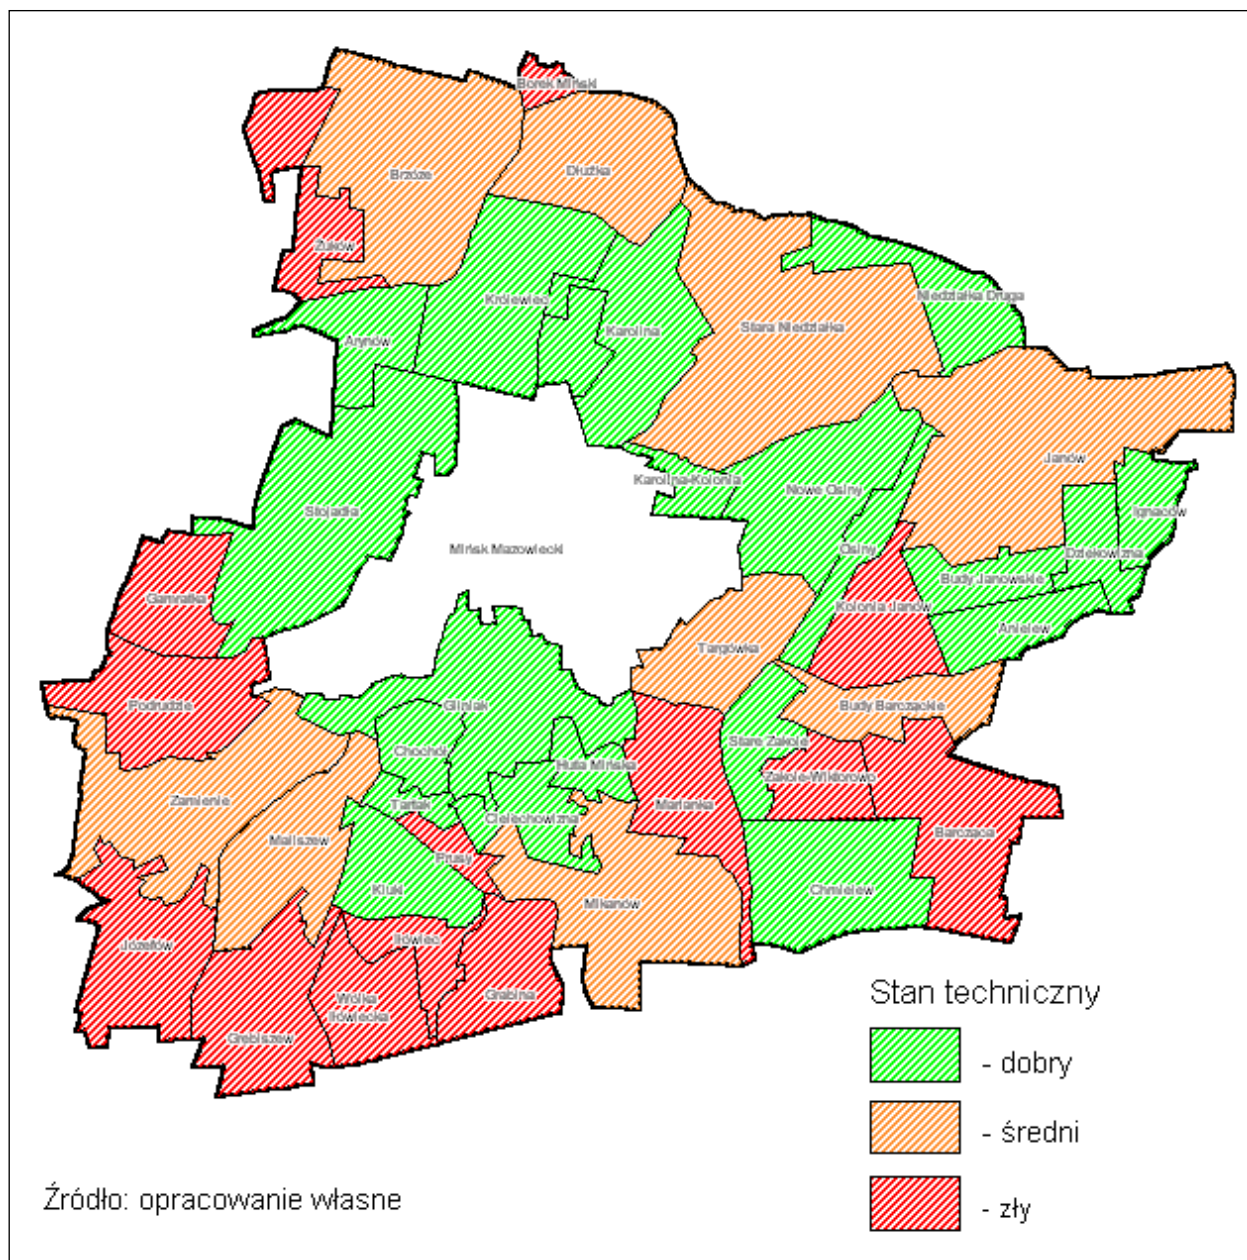 Borek Miński
Brzóze
Dłużka
Żuków
Niedziałka Druga
Królewiec
Stara Niedziałka
Karolina
Arynów
Janów
Karolina-Kolonia
Nowe Osiny
Stojadła
Ignaców
Mińsk Mazowiecki
Osiny
Dziękowizna
Budy Janowskie
Gamratka
Kolonia Janów
Anielew
Targówka
Podrudzie
Gliniak
Budy Barcząckie
Stare Zakole
Chochół
Huta Mińska
Zakole-Wiktorowo
Zamienie
Tartak
Marianka
Cielechowizna
Maliszew
Barcząca
Prusy
Kluki
Mikanów
Chmielew
Józefów
Iłówiec
Grabina
Wólka
Iłówiecka
Grębiszew
Stan techniczny
- dobry
- średni
- zły
Źródło: opracowanie własne